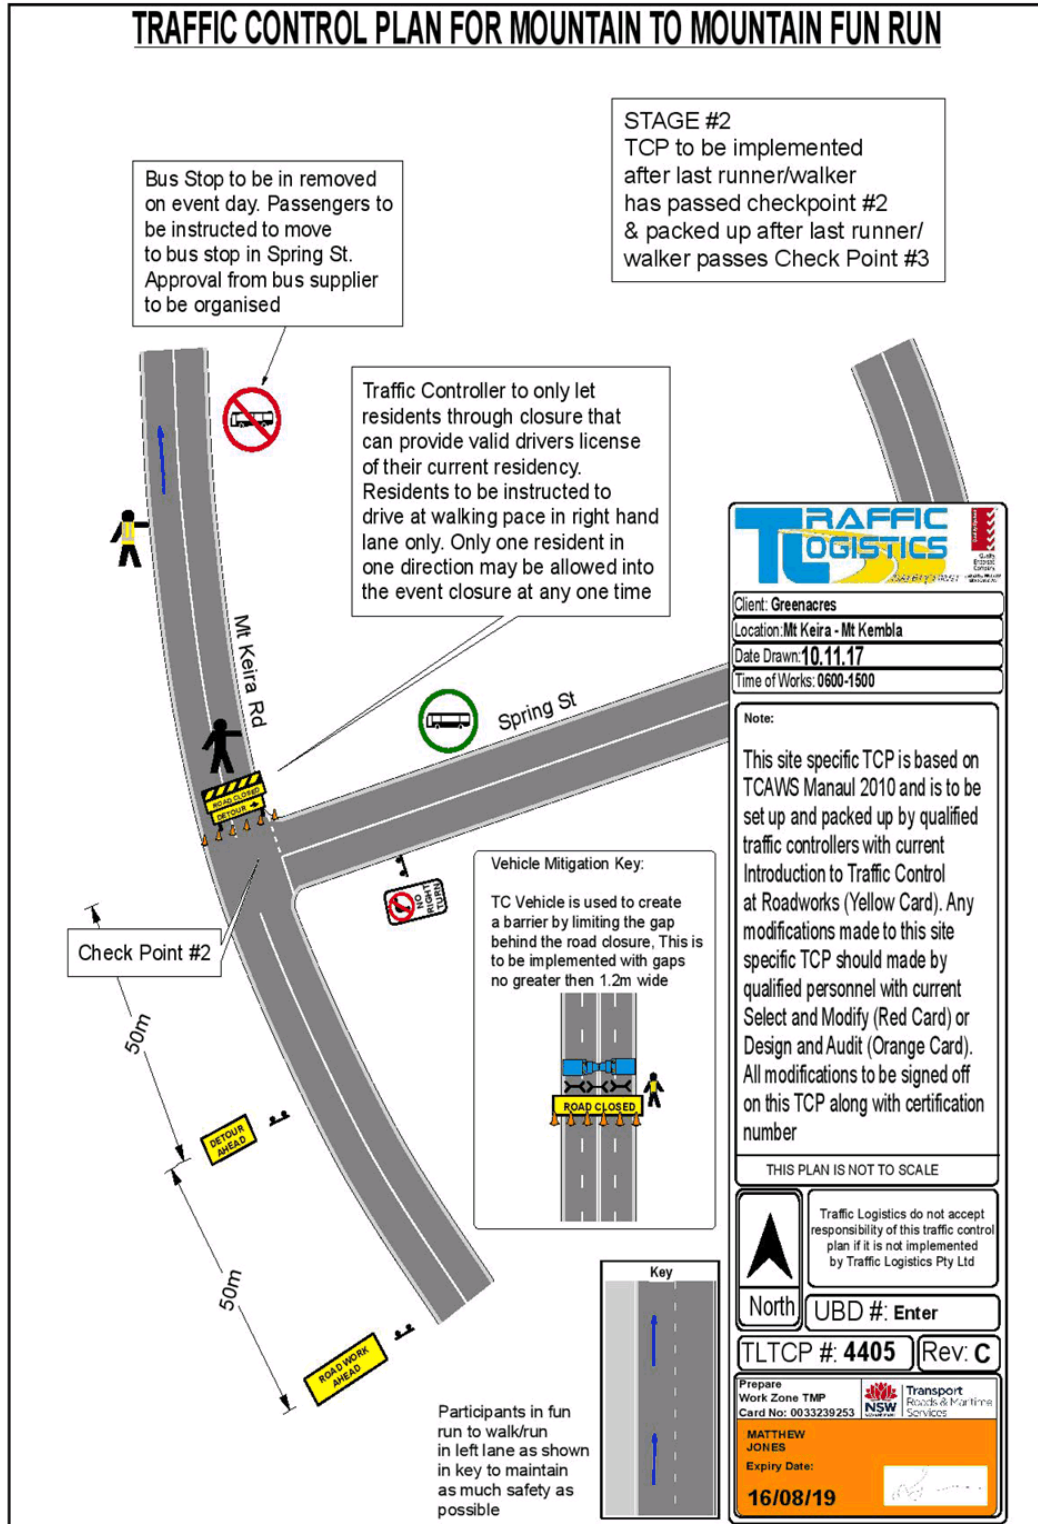 TRAFFIC CONTROL PLAN FOR MOUNTAIN TO MOUNTAIN FUN RUN
STAGE #2
TCP to be implemented
after last runner/walker
has passed checkpoint #2
& packed up after last runner/
walker passes Check Point #3
Bus Stop to be in removed
on event day. Passengers to
be instructed to move
to bus stop in Spring St.
Approval from bus supplier
to be organised
Traffic Controller to only let
residents through closure that
can provide valid drivers license
of their current residency.
Residents to be instructed to
drive at walking pace in right hand
lane only. Only one resident in
one direction may be allowed into
the event closure at any one time
Mt Keira Rd
Spring St
ROAD CLOSED
DETOUR
NO
RIGHT
TURN
Check Point #2
50m
DETOUR
AHEAD
50m
ROAD WORK
AHEAD
Vehicle Mitigation Key:
TC Vehicle is used to create
a barrier by limiting the gap
behind the road closure, This is
to be implemented with gaps
no greater then 1.2m wide
ROAD CLOSED
Key
Participants in fun
run to walk/run
in left lane as shown
in key to maintain
as much safety as
possible
TRAFFIC
LOGISTICS
SAFETY FIRST
Quality
Endorsed
Company
Client: Greenacres
Location:Mt Keira - Mt Kembla
Date Drawn:10.11.17
Time of Works: 0600-1500
Note:
This site specific TCP is based on
TCAWS Manaul 2010 and is to be
set up and packed up by qualified
traffic controllers with current
Introduction to Traffic Control
at Roadworks (Yellow Card). Any
modifications made to this site
specific TCP should made by
qualified personnel with current
Select and Modify (Red Card) or
Design and Audit (Orange Card).
All modifications to be signed off
on this TCP along with certification
number
THIS PLAN IS NOT TO SCALE
North
Traffic Logistics do not accept
responsibility of this traffic control
plan if it is not implemented
by Traffic Logistics Pty Ltd
UBD #: Enter
TLTCP #: 4405
Rev: C
Prepare
Work Zone TMP
Card No: 0033239253
NSW
GOVERNMENT
Transport
Roads & Maritime
Services
MATTHEW
JONES
Expiry Date:
16/08/19